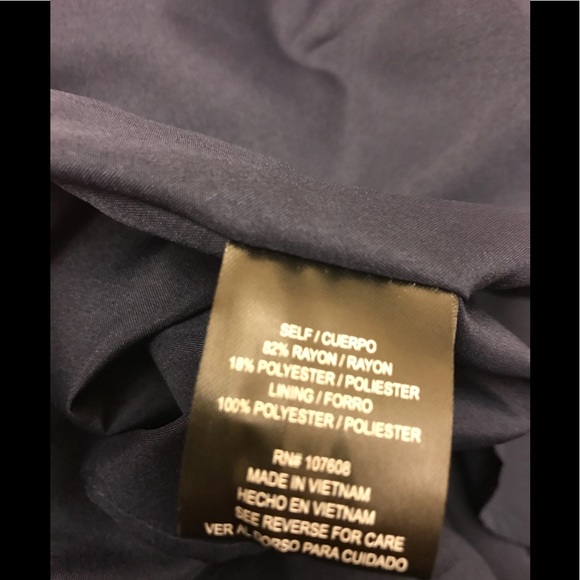 SELF / CUERPO
82% RAYON / RAYON
18% POLYESTER / POLIESTER
LINING / FORRO
100% POLYESTER / POLIESTER
RN# 107608
MADE IN VIETNAM
HECHO EN VIETNAM
SEE REVERSE FOR CARE
VER AL DORSO PARA CUIDADO